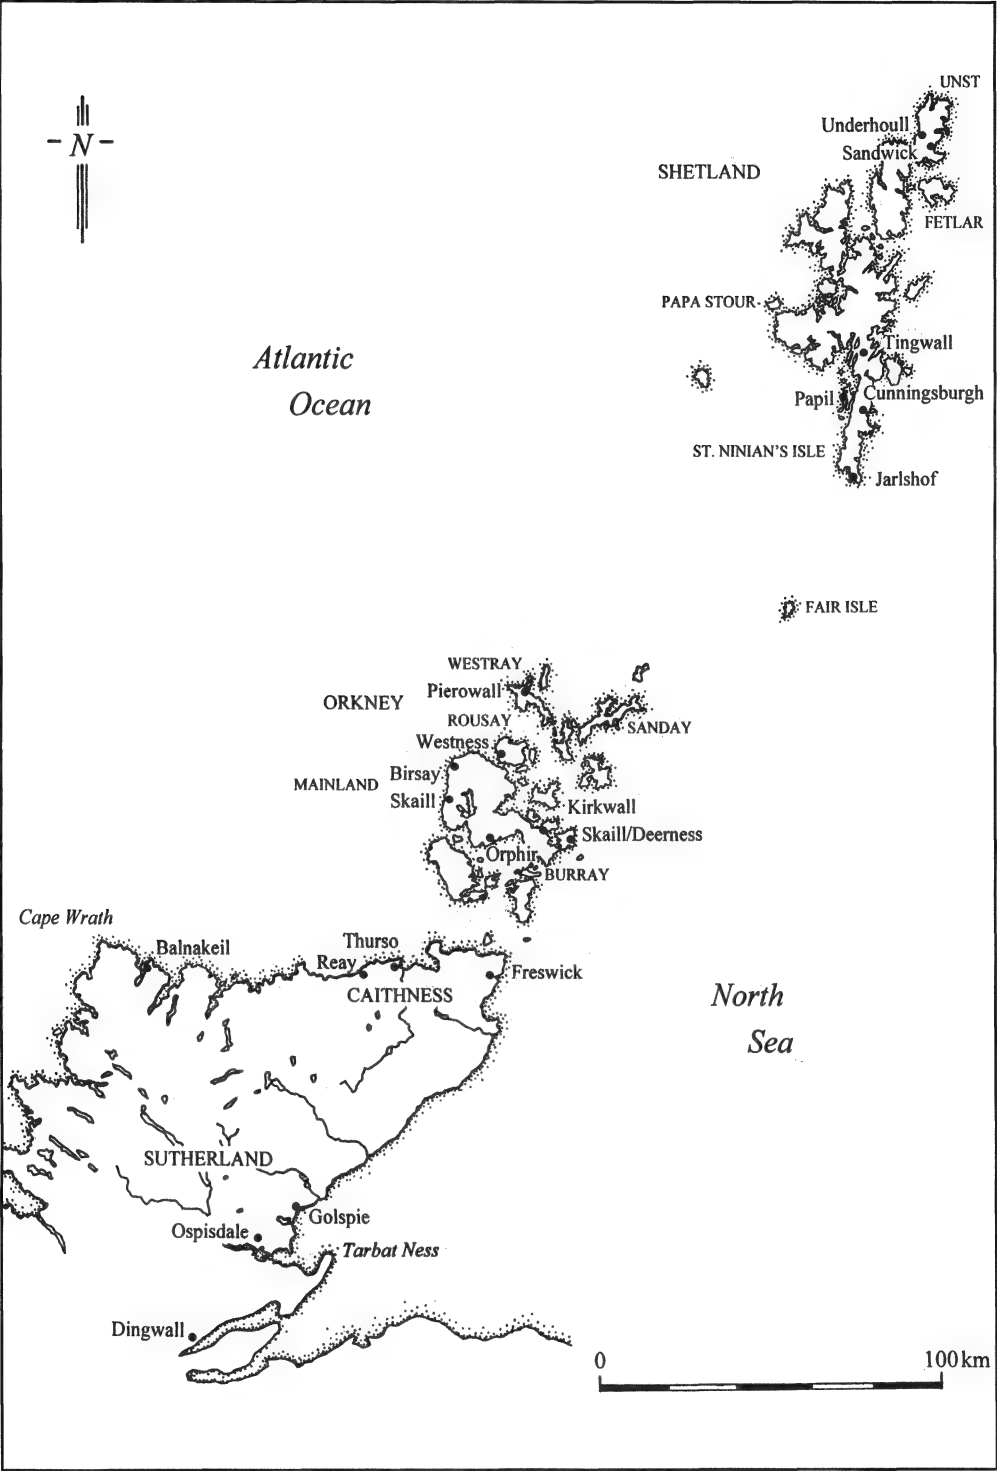 UNST
N
Underhoull
Sandwick
SHETLAND
FETLAR
PAPA STOUR
Tingwall
Atlantic
Ocean
Papil
Cunningsburgh
ST. NINIAN'S ISLE
Jarlshof
FAIR ISLE
WESTRAY
Pierowall
ORKNEY
ROUSAY
SANDAY
Westness
Birsay
MAINLAND
Skaill
Kirkwall
Skaill/Deerness
Orphir
BURRAY
Cape Wrath
Balnakeil
Thurso
Reay
Freswick
CAITHNESS
North
Sea
SUTHERLAND
Golspie
Ospisdale
Tarbat Ness
Dingwall
0
100km